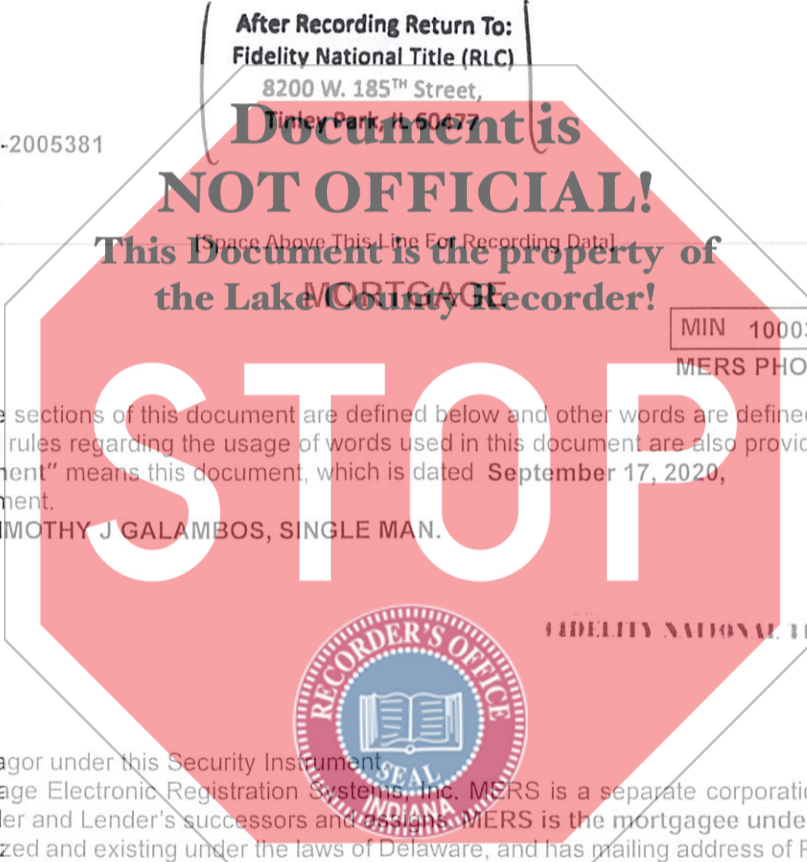 After Recording Return To:
Fidelity National Title (RLC)
8200 W. 185TH Street,
Tinley Park, IL 60477
-2005381
Document is
NOT OFFICIAL!
[Space Above This Line For Recording Data]
This Document is the property of
the Lake County Recorder!
MORTGAGE
MIN 1000
MERS PHO
STOP
e sections of this document are defined below and other words are define
rules regarding the usage of words used in this document are also provid
ment" means this document, which is dated September 17, 2020,
ment.
IMOTHY J GALAMBOS, SINGLE MAN.
FIDELITY NATIONAL
RECORDER'S OFFICE
SEAL
INDIANA
agor under this Security Instrument.
age Electronic Registration Systems, Inc. MERS is a separate corporati
er and Lender's successors and assigns. MERS is the mortgagee unde
zed and existing under the laws of Delaware, and has mailing address of P